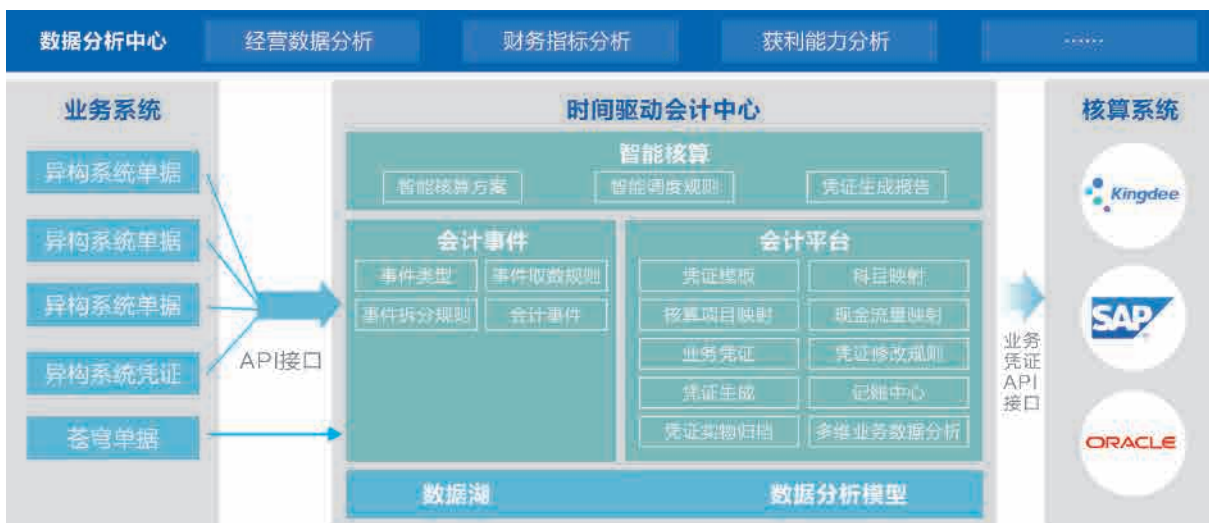 数据分析中心
经营数据分析
财务指标分析
获利能力分析
……
业务系统
异构系统单据
异构系统单据
异构系统单据
异构系统凭证
苍穹单据
API接口
时间驱动会计中心
智能核算
智能核算方案
智能调度规则
凭证生成报告
会计事件
事件类型
事件取数规则
事件拆分规则
会计事件
会计平台
凭证模版
科目映射
核算项目映射
现金流量映射
业务凭证
凭证修改规则
凭证生成
记账中心
凭证实物归档
多维业务数据分析
数据湖
数据分析模型
业务
凭证
API
接口
核算系统
Kingdee
SAP
ORACLE